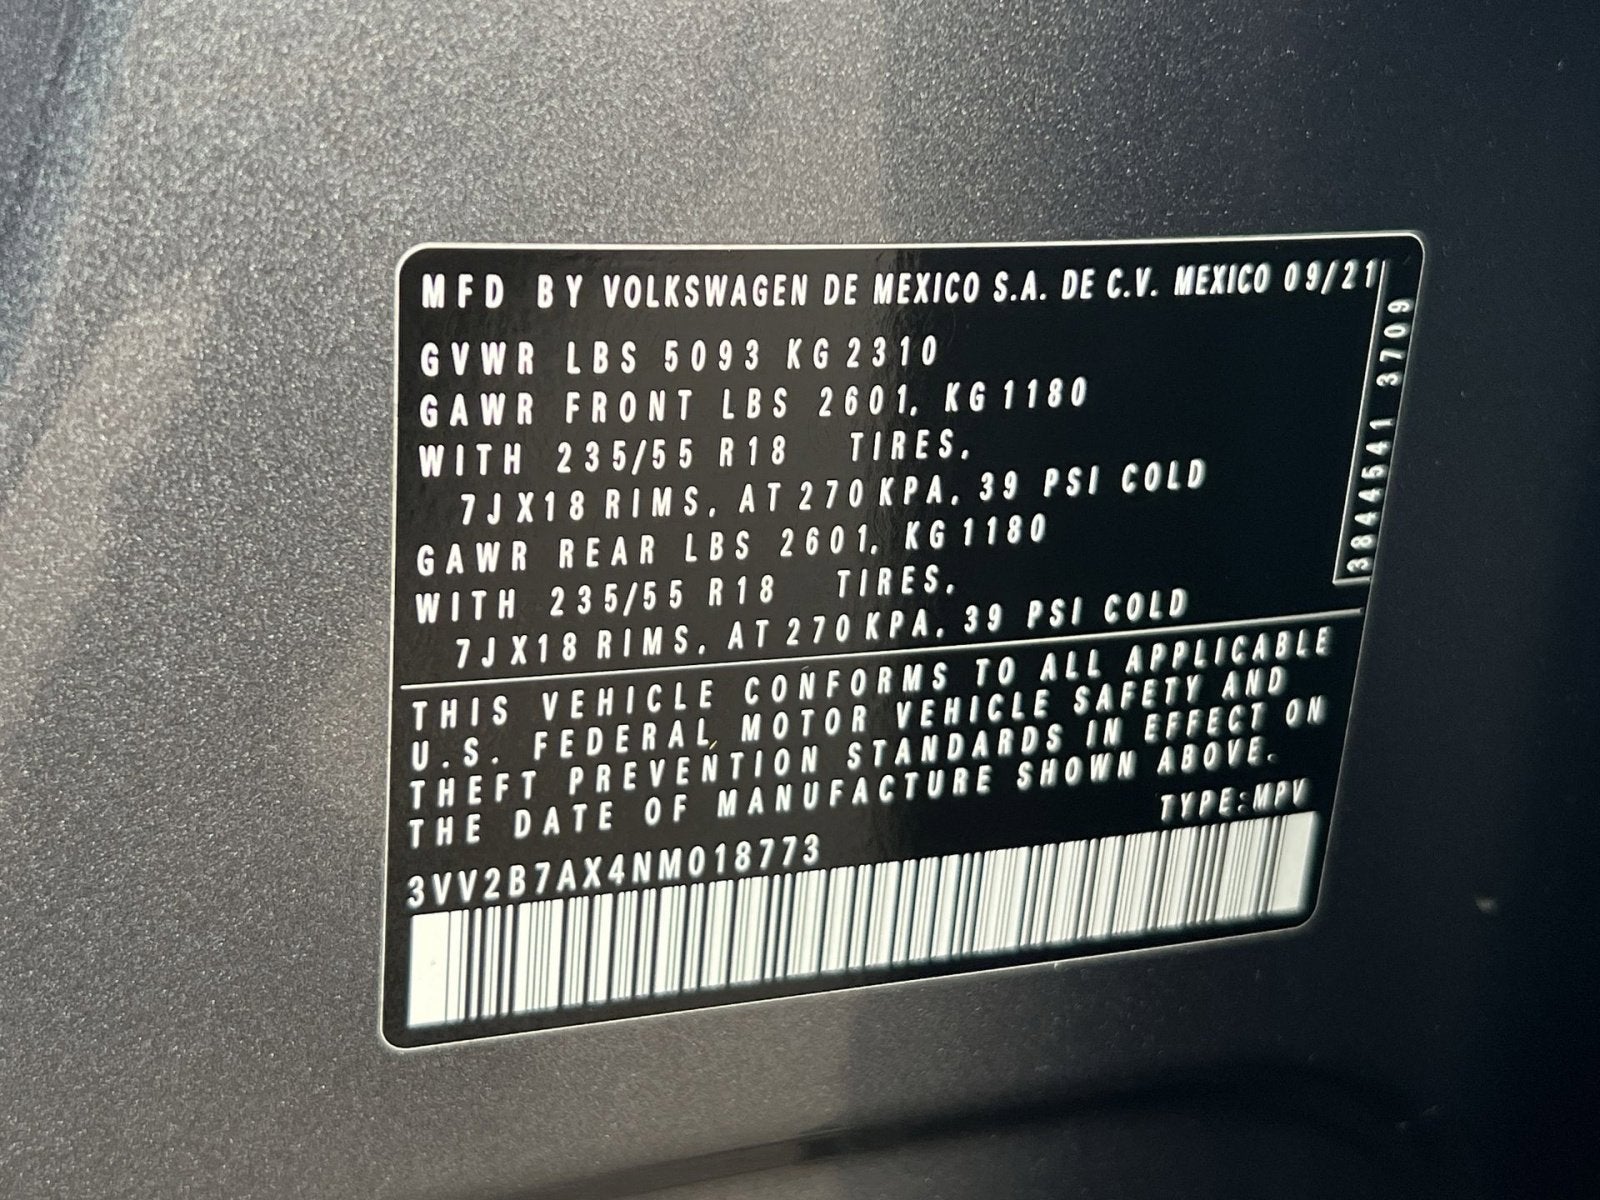 MFD BY VOLKSWAGEN DE MEXICO S.A. DE C.V. MEXICO 09/21
GVWR LBS 5093 KG 2310
GAWR FRONT LBS 2601, KG 1180
WITH 235/55 R18 TIRES,
7JX18 RIMS, AT 270 KPA, 39 PSI COLD
GAWR REAR LBS 2601, KG 1180
WITH 235/55 R18 TIRES,
7JX18 RIMS, AT 270 KPA, 39 PSI COLD
3844541 3709
THIS VEHICLE CONFORMS TO ALL APPLICABLE
U.S. FEDERAL MOTOR VEHICLE SAFETY AND
THEFT PREVENTION STANDARDS IN EFFECT ON
THE DATE OF MANUFACTURE SHOWN ABOVE.
TYPE:MPV
3VV2B7AX4NM018773